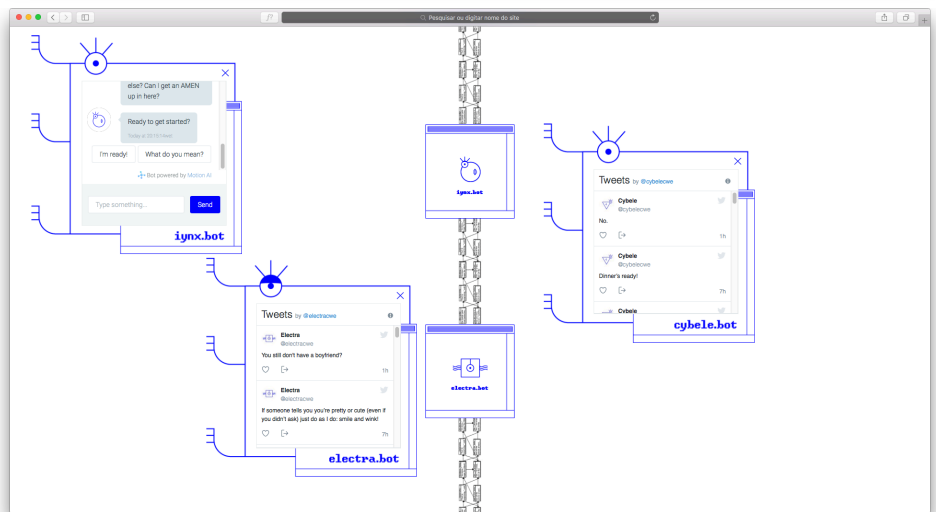 Pesquisar ou digitar nome do site
else? Can I get an AMEN
up in here?
Ready to get started?
I'm ready!
What do you mean?
Bot powered by Motion AI
Type something...
Send
iynx.bot
iynx.bot
Tweets by @cybelecwe
Cybele
@cybelecwe
No.
1h
Cybele
@cybelecwe
Dinner's ready!
7h
Cybele
cybele.bot
Tweets by @electracwe
Electra
@electracwe
You still don't have a boyfriend?
1h
Electra
@electracwe
If someone tells you you're pretty or cute (even if
you didn't ask) just do as I do: smile and wink!
7h
electra.bot
electra.bot